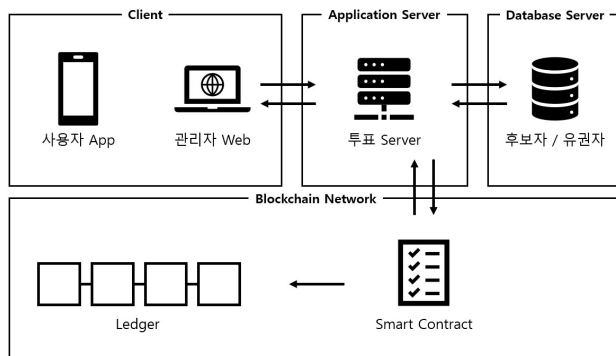 Client
Application Server
Database Server
사용자 App
관리자 Web
투표 Server
후보자 / 유권자
Blockchain Network
Ledger
Smart Contract